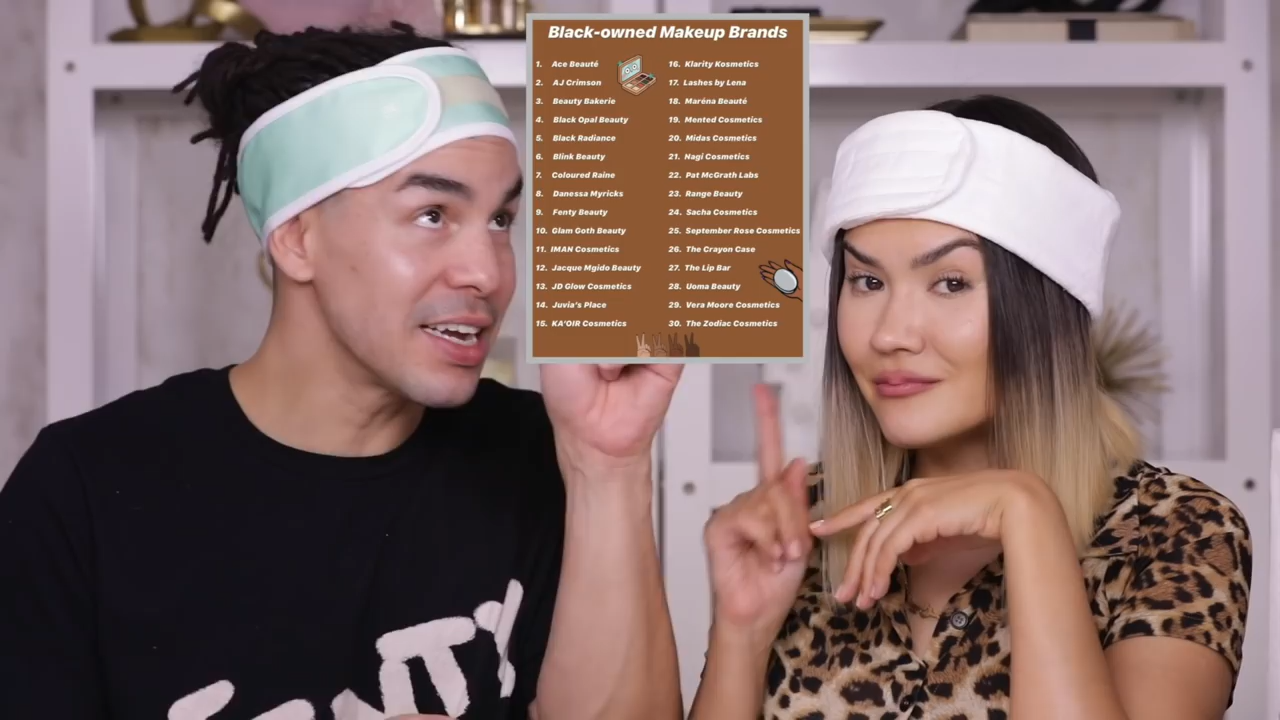 Black-owned Makeup Brands
1. Ace Beauté
2. AJ Crimson
3. Beauty Bakerie
4. Black Opal Beauty
5. Black Radiance
6. Blink Beauty
7. Coloured Raine
8. Danessa Myricks
9. Fenty Beauty
10. Glam Goth Beauty
11. IMAN Cosmetics
12. Jacque Mgido Beauty
13. JD Glow Cosmetics
14. Juvia's Place
15. KA'OIR Cosmetics
16. Klarity Kosmetics
17. Lashes by Lena
18. Maréna Beauté
19. Mented Cosmetics
20. Midas Cosmetics
21. Nagi Cosmetics
22. Pat McGrath Labs
23. Range Beauty
24. Sacha Cosmetics
25. September Rose Cosmetics
26. The Crayon Case
27. The Lip Bar
28. Uoma Beauty
29. Vera Moore Cosmetics
30. The Zodiac Cosmetics